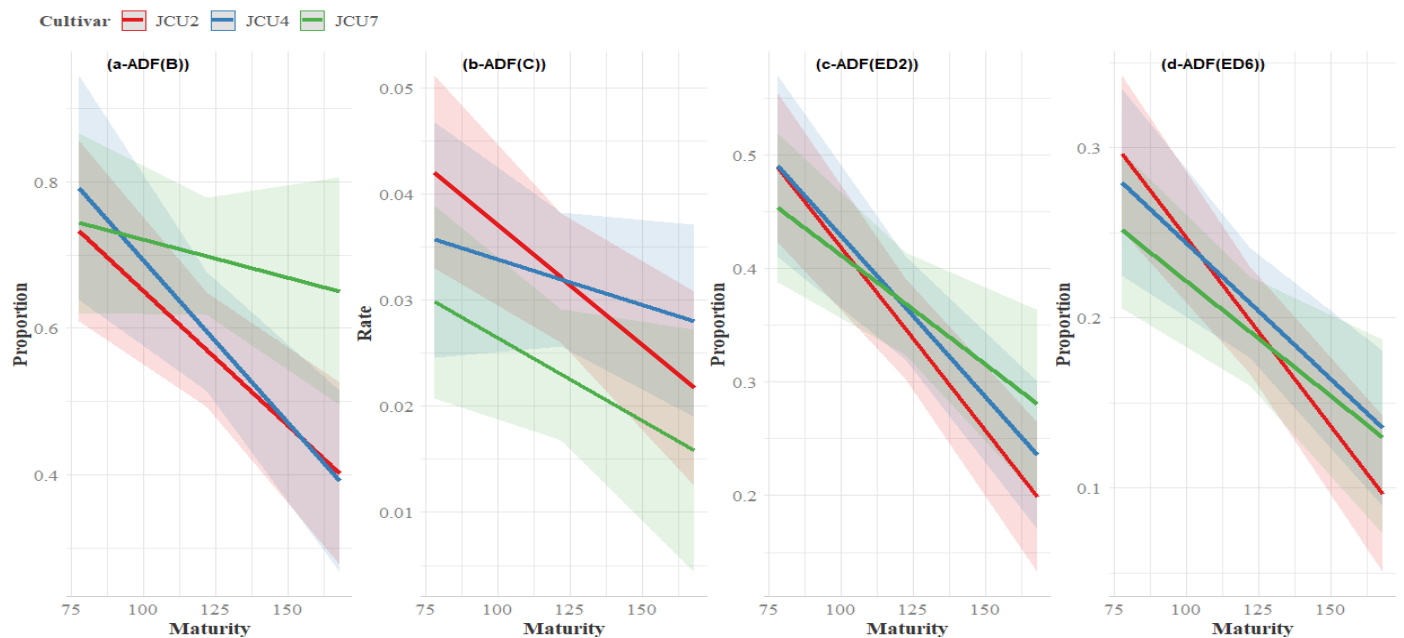 Cultivar JCU2 JCU4 JCU7
(a-ADF(B))
Proportion
0.8
0.6
0.4
75 100 125 150
Maturity
(b-ADF(C))
Rate
0.05
0.04
0.03
0.02
0.01
75 100 125 150
Maturity
(c-ADF(ED2))
Proportion
0.5
0.4
0.3
0.2
75 100 125 150
Maturity
(d-ADF(ED6))
Proportion
0.3
0.2
0.1
75 100 125 150
Maturity